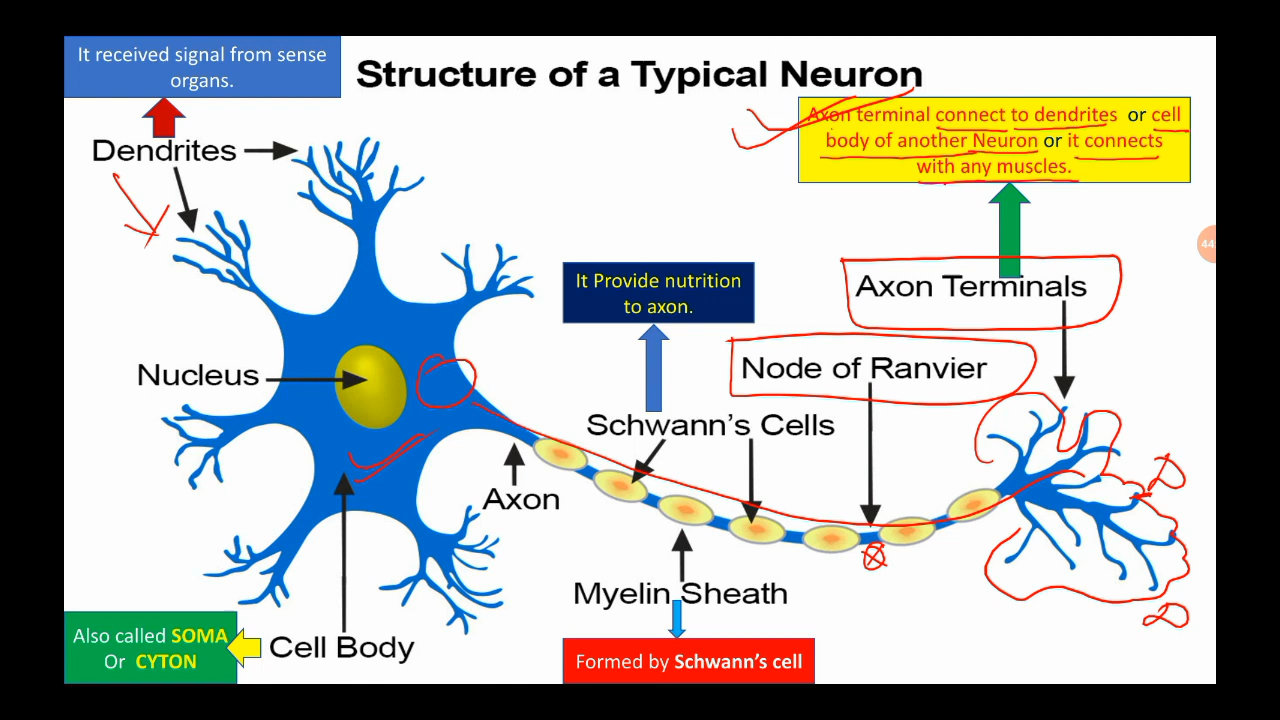 It received signal from sense
organs.
Structure of a Typical Neuron
Axon terminal connect to dendrites or cell
body of another Neuron or it connects
with any muscles.
Dendrites
44
It Provide nutrition
to axon.
Axon Terminals
Nucleus
Node of Ranvier
Schwann's Cells
Axon
D
Myelin Sheath
D
Also called SOMA
Or CYTON
Cell Body
Formed by Schwann's cell